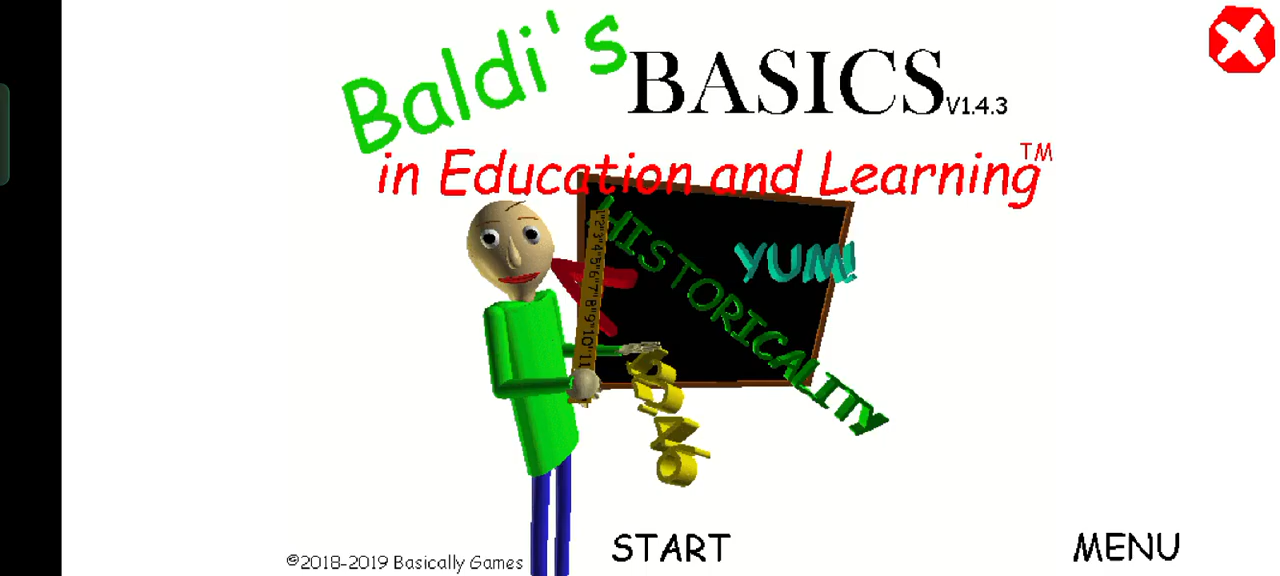 Baldi's
BASICS
V1.4.3
in Education and Learning
TM
HISTORICALITY
YUM!
START
MENU
©2018-2019 Basically Games